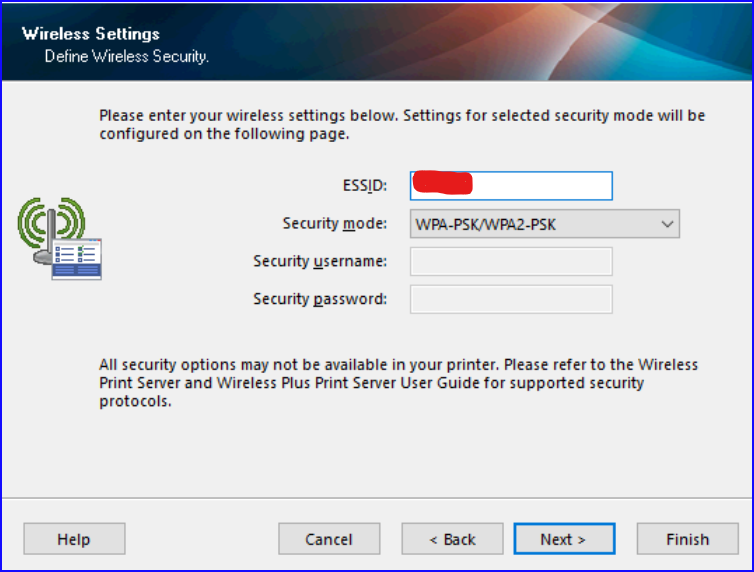 Wireless Settings
Define Wireless Security.
Please enter your wireless settings below. Settings for selected security mode will be
configured on the following page.
ESSID:
Security mode: WPA-PSK/WPA2-PSK
Security username:
Security password:
All security options may not be available in your printer. Please refer to the Wireless
Print Server and Wireless Plus Print Server User Guide for supported security
protocols.
Help Cancel < Back Next > Finish